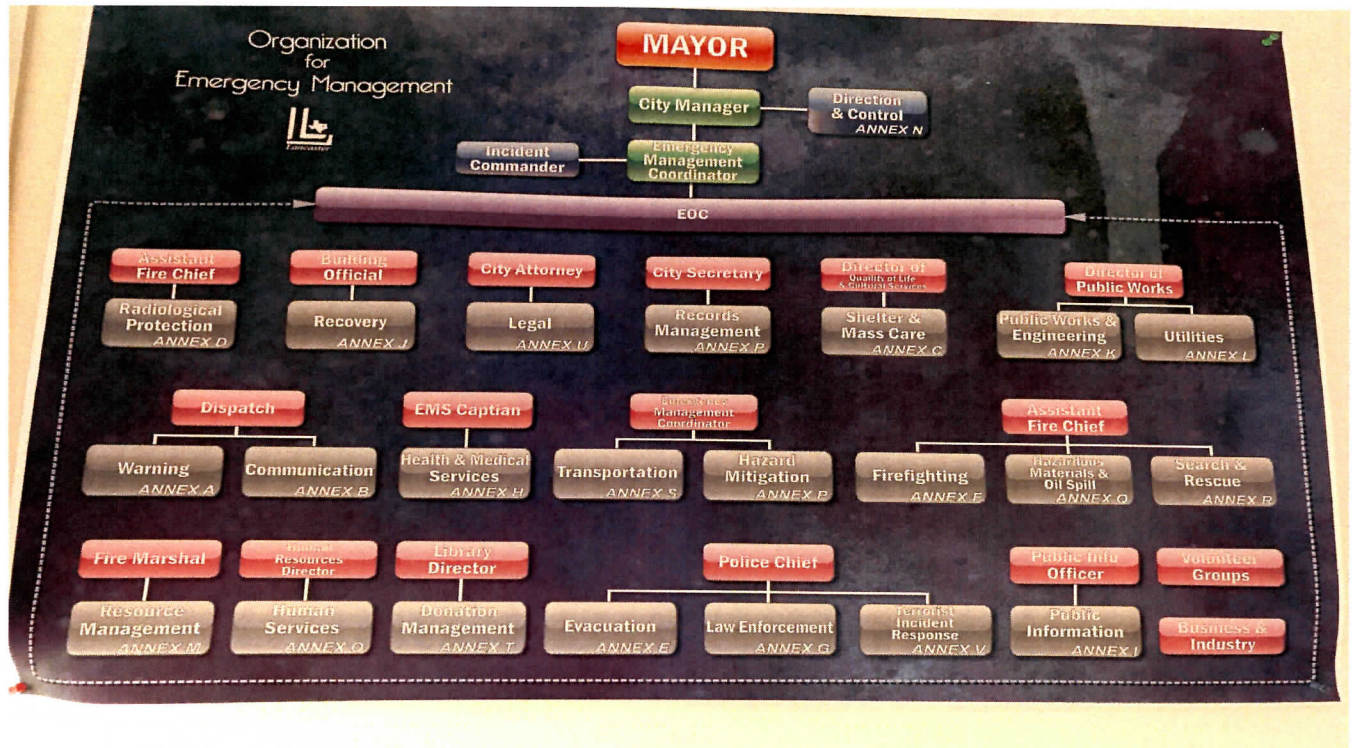 Organization
for
Emergency Management
Lancaster
MAYOR
City Manager
Direction
& Control
ANNEX N
Incident
Commander
Emergency
Management
Coordinator
EOC
Assistant
Fire Chief
Radiological
Protection
ANNEX D
Building
Official
Recovery
ANNEX J
City Attorney
Legal
ANNEX U
City Secretary
Records
Management
ANNEX P
Director of
Quality of Life
& Cultural Services
Shelter &
Mass Care
ANNEX C
Director of
Public Works
Public Works &
Engineering
ANNEX K
Utilities
ANNEX L
Dispatch
Warning
ANNEX A
Communication
ANNEX B
EMS Captian
Health & Medical
Services
ANNEX H
Emergency
Management
Coordinator
Transportation
ANNEX S
Hazard
Mitigation
ANNEX P
Assistant
Fire Chief
Firefighting
ANNEX F
Hazardous
Materials &
Oil Spill
ANNEX Q
Search &
Rescue
ANNEX R
Fire Marshal
Resource
Management
ANNEX M
Human
Resources
Director
Human
Services
ANNEX O
Library
Director
Donation
Management
ANNEX T
Police Chief
Evacuation
ANNEX E
Law Enforcement
ANNEX G
Terrorist
Incident
Response
ANNEX V
Public Info
Officer
Public
Information
ANNEX I
Volunteer
Groups
Business &
Industry